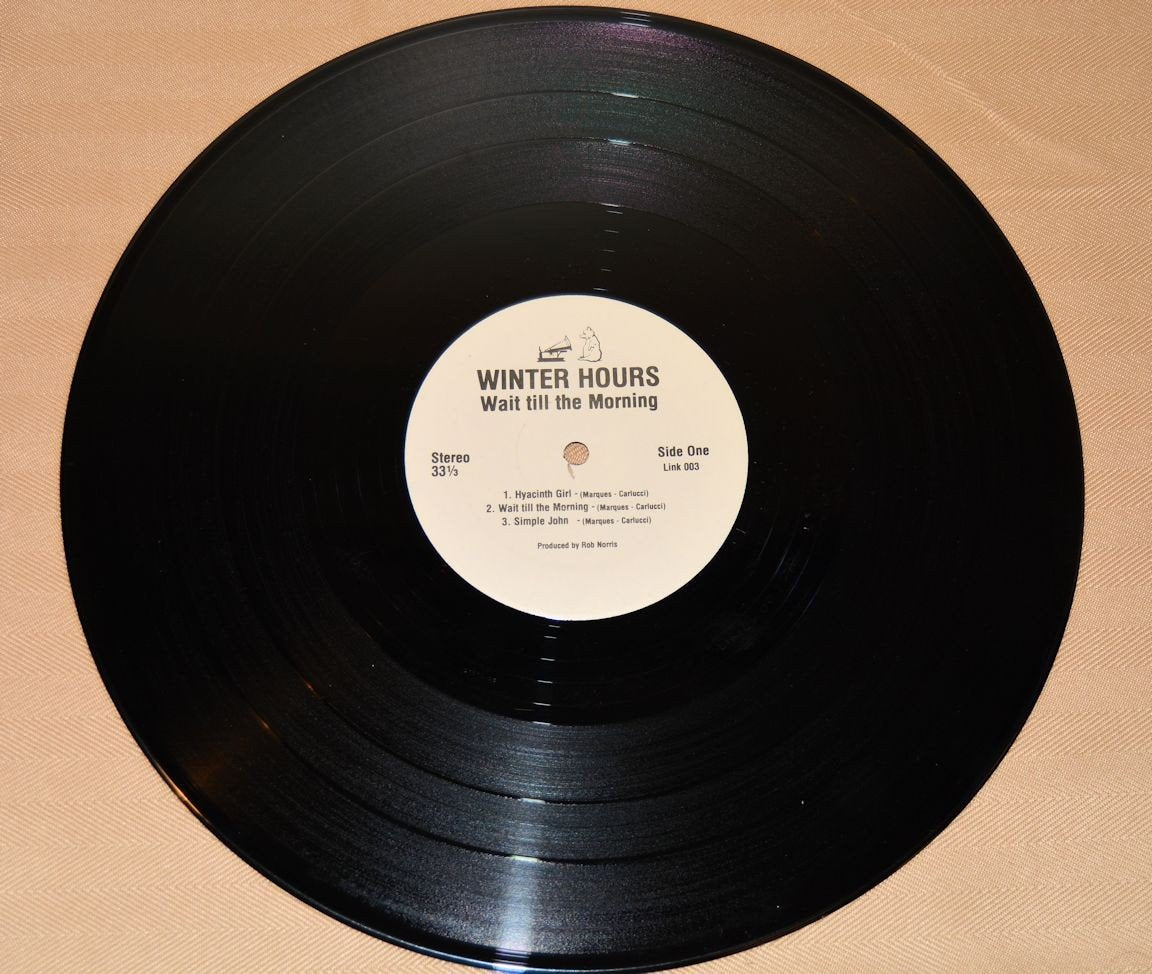 WINTER HOURS
Wait till the Morning
Stereo
33⅓
Side One
Link 003
1. Hyacinth Girl - (Marques - Carlucci)
2. Wait till the Morning - (Marques - Carlucci)
3. Simple John - (Marques - Carlucci)
Produced by Rob Norris